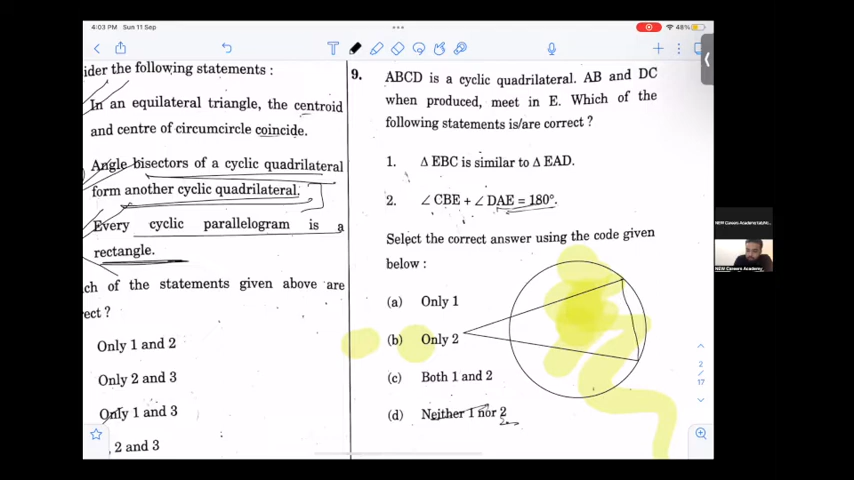 4:03 PM Sun 11 Sep
48%
ider the following statements :
In an equilateral triangle, the centroid
and centre of circumcircle coincide.
Angle bisectors of a cyclic quadrilateral
form another cyclic quadrilateral.
Every cyclic parallelogram is a
rectangle.
ch of the statements given above are
ect ?
Only 1 and 2
Only 2 and 3
Only 1 and 3
, 2 and 3
9. ABCD is a cyclic quadrilateral. AB and DC
when produced, meet in E. Which of the
following statements is/are correct ?
1. Δ EBC is similar to Δ EAD.
2. ∠ CBE + ∠ DAE = 180°.
Select the correct answer using the code given
below :
(a) Only 1
(b) Only 2
(c) Both 1 and 2
(d) Neither 1 nor 2
2
/
17
NEW Careers Academy